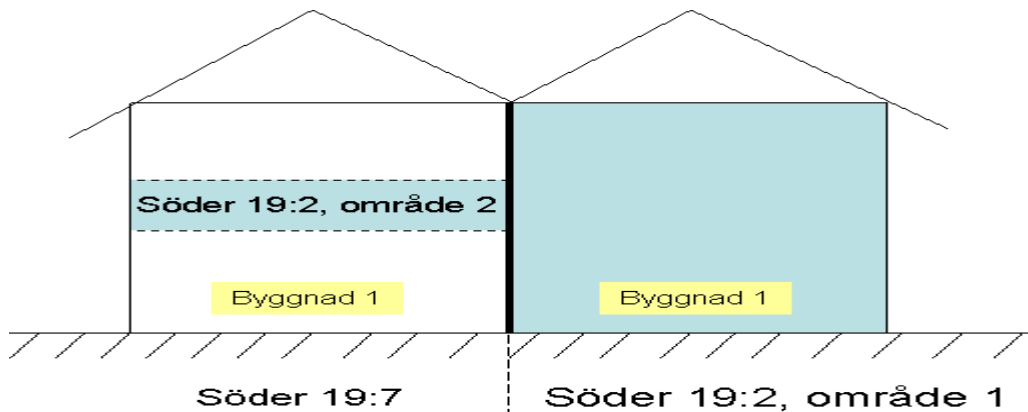 Söder 19:2, område 2
Byggnad 1
Byggnad 1
Söder 19:7
Söder 19:2, område 1